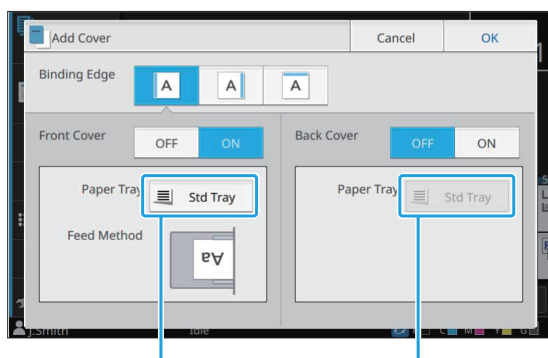 Add Cover
Cancel
OK
Binding Edge
A
A
A
Front Cover
OFF
ON
Back Cover
OFF
ON
Paper Tray
Std Tray
Paper Tray
Std Tray
Feed Method
Aa
J.Smith
Idle
C
M
Y